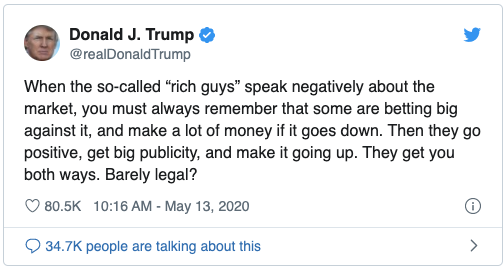 Donald J. Trump
@realDonaldTrump
When the so-called “rich guys” speak negatively about the
market, you must always remember that some are betting big
against it, and make a lot of money if it goes down. Then they go
positive, get big publicity, and make it going up. They get you
both ways. Barely legal?
80.5K 10:16 AM - May 13, 2020
34.7K people are talking about this